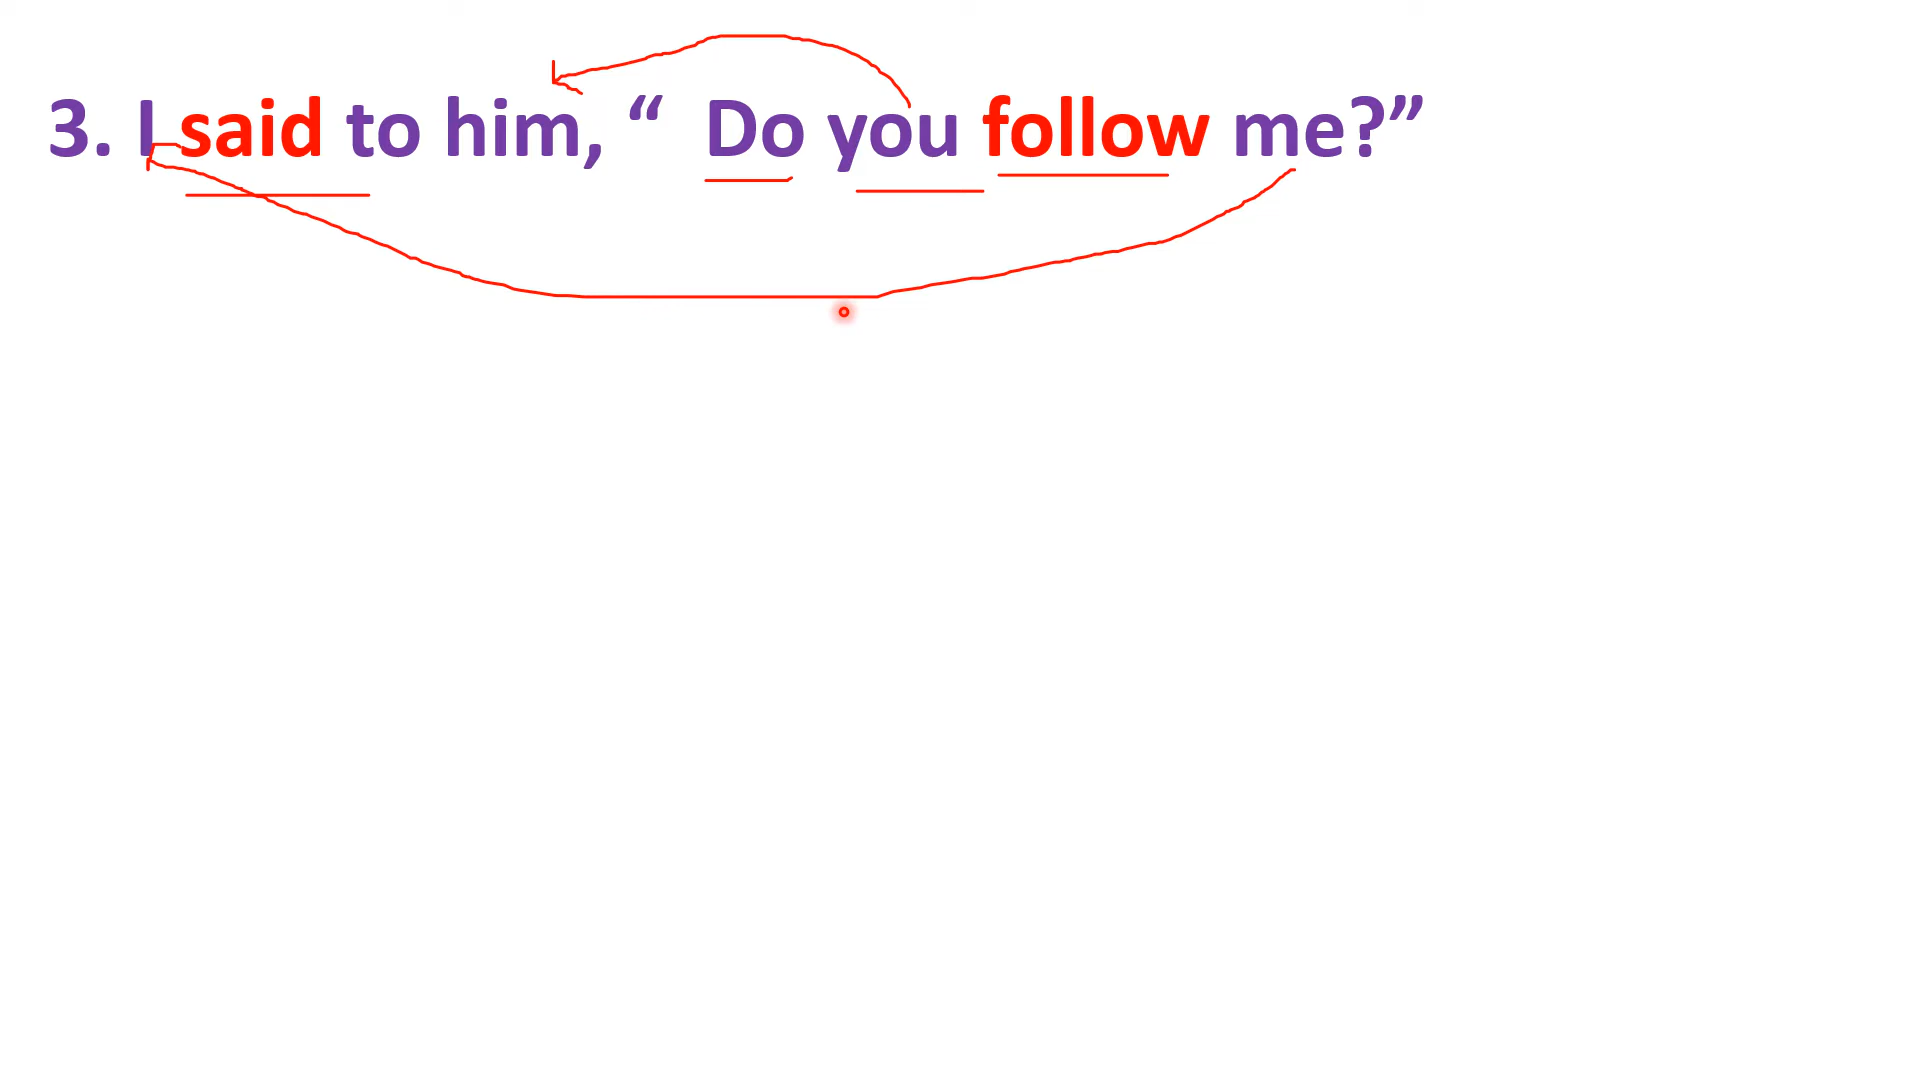 3. I said to him, “ Do you follow me?”